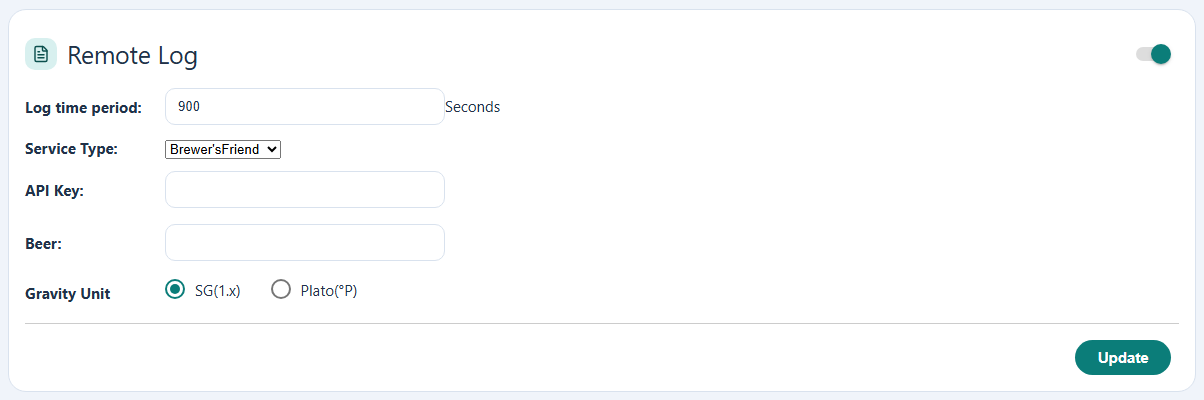 Remote Log
Log time period: 900 Seconds
Service Type: Brewer'sFriend
API Key:
Beer:
Gravity Unit SG(1.x) Plato(°P)
Update